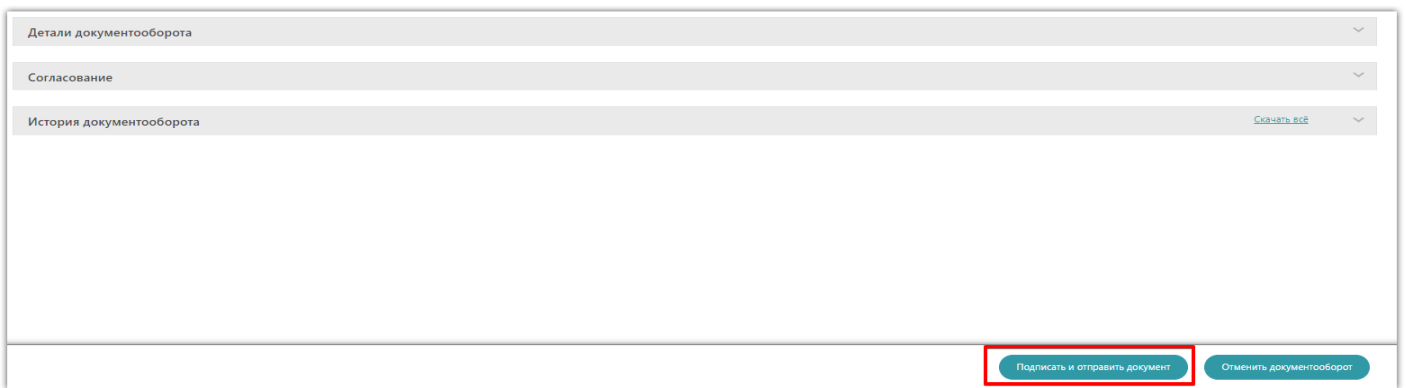 Детали документооборота
Согласование
История документооборота Скачать всё
Подписать и отправить документ Отменить документооборот